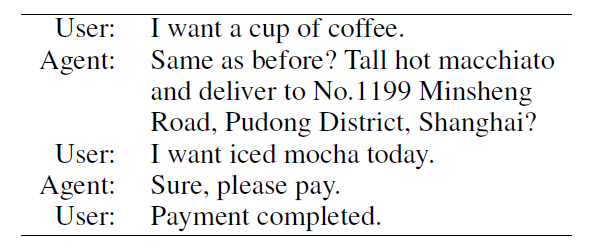 User: I want a cup of coffee.
Agent: Same as before? Tall hot macchiato
and deliver to No.1199 Minsheng
Road, Pudong District, Shanghai?
User: I want iced mocha today.
Agent: Sure, please pay.
User: Payment completed.